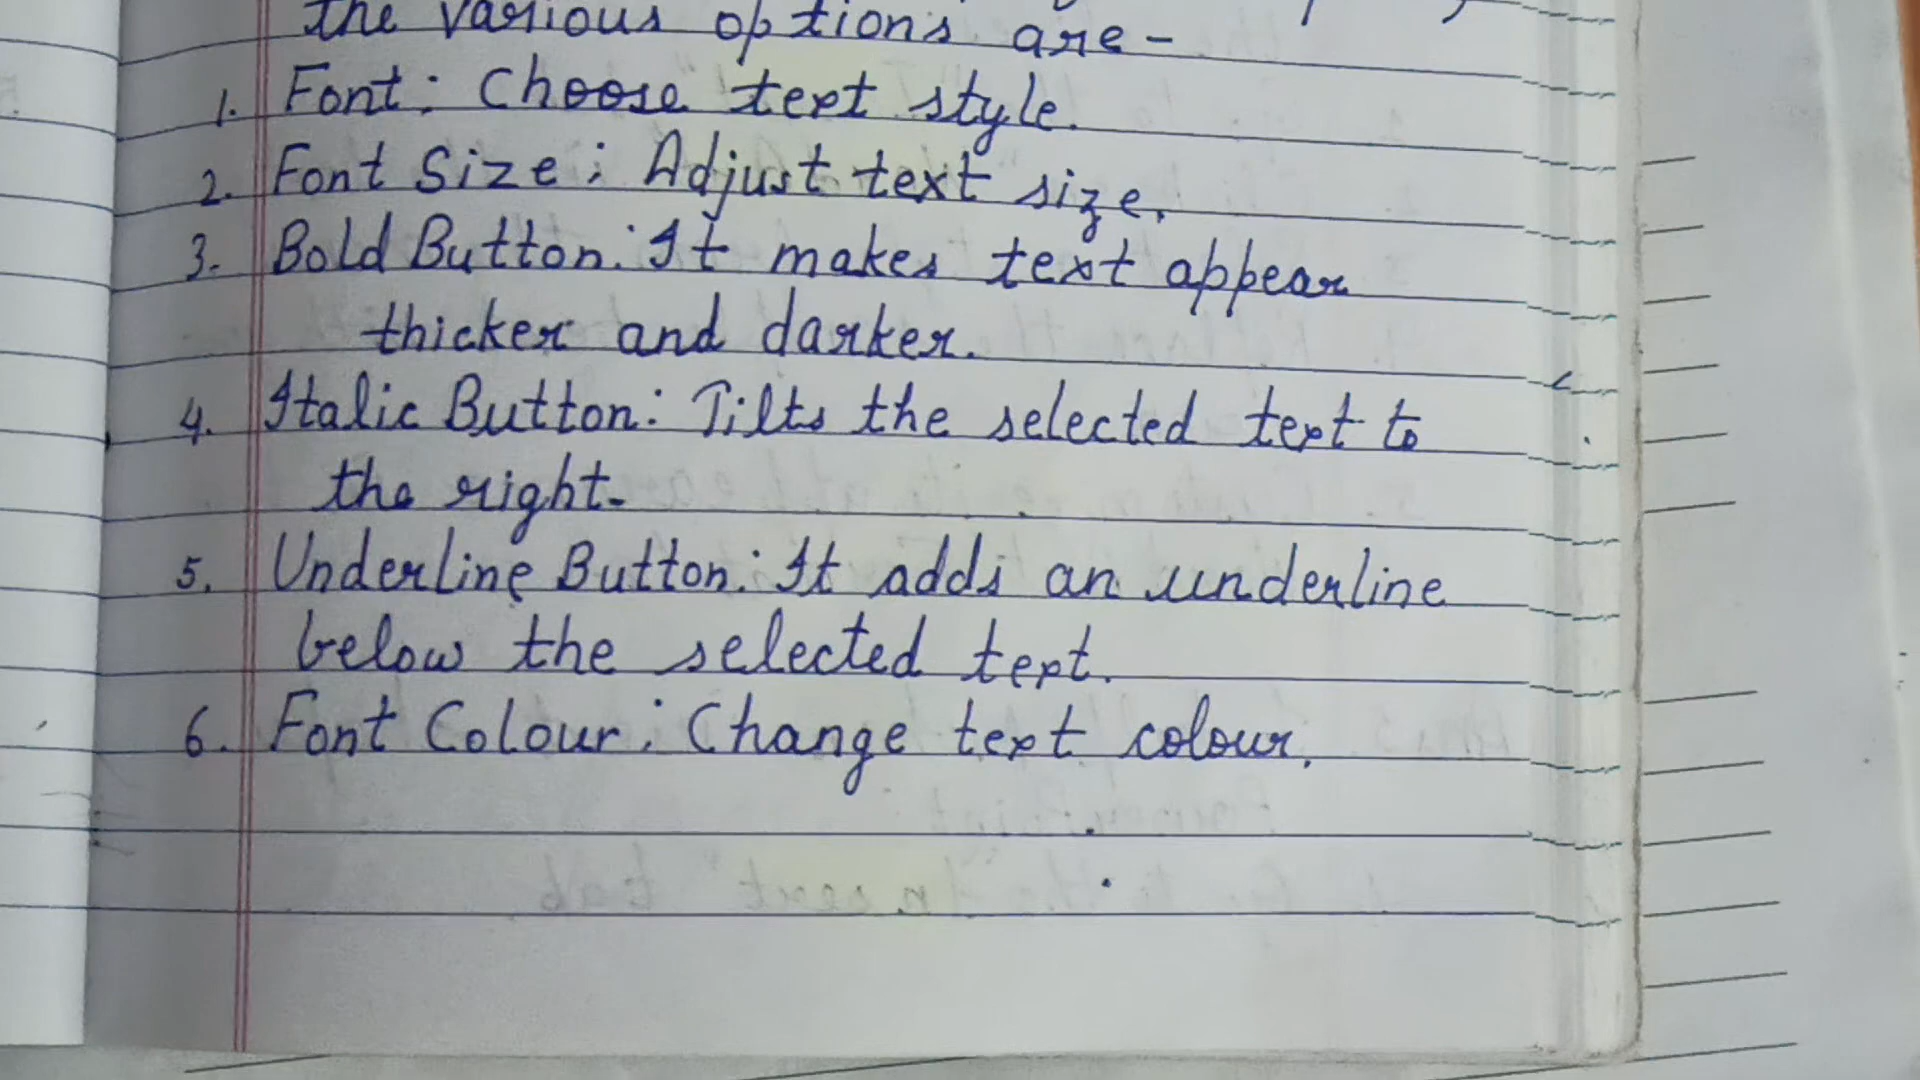 the various options are-
1. Font: Choose text style.
2. Font Size: Adjust text size.
3. Bold Button: It makes text appear
thicker and darker.
4. Italic Button: Tilts the selected text to
the right.
5. Underline Button: It adds an underline
below the selected text.
6. Font Colour: Change text colour.